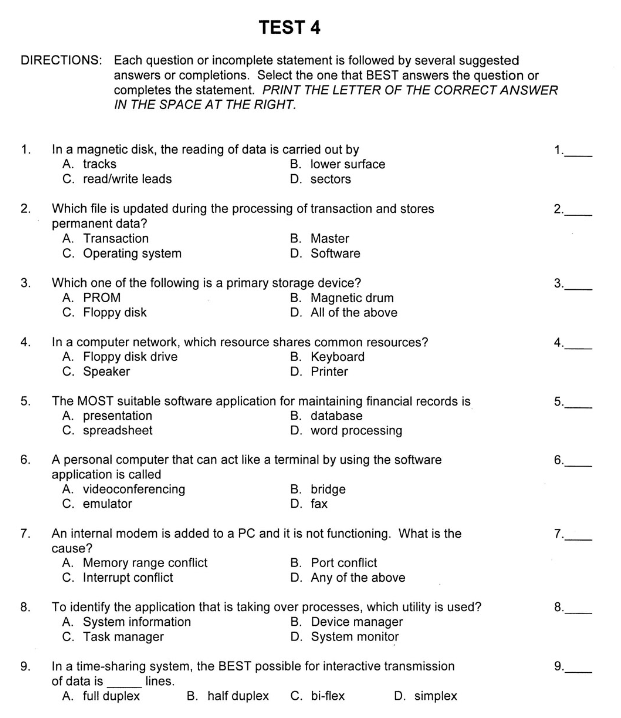 TEST 4
DIRECTIONS: Each question or incomplete statement is followed by several suggested
answers or completions. Select the one that BEST answers the question or
completes the statement. PRINT THE LETTER OF THE CORRECT ANSWER
IN THE SPACE AT THE RIGHT.
1. In a magnetic disk, the reading of data is carried out by 1.____
A. tracks B. lower surface
C. read/write leads D. sectors
2. Which file is updated during the processing of transaction and stores 2.____
permanent data?
A. Transaction B. Master
C. Operating system D. Software
3. Which one of the following is a primary storage device? 3.____
A. PROM B. Magnetic drum
C. Floppy disk D. All of the above
4. In a computer network, which resource shares common resources? 4.____
A. Floppy disk drive B. Keyboard
C. Speaker D. Printer
5. The MOST suitable software application for maintaining financial records is 5.____
A. presentation B. database
C. spreadsheet D. word processing
6. A personal computer that can act like a terminal by using the software 6.____
application is called
A. videoconferencing B. bridge
C. emulator D. fax
7. An internal modem is added to a PC and it is not functioning. What is the 7.____
cause?
A. Memory range conflict B. Port conflict
C. Interrupt conflict D. Any of the above
8. To identify the application that is taking over processes, which utility is used? 8.____
A. System information B. Device manager
C. Task manager D. System monitor
9. In a time-sharing system, the BEST possible for interactive transmission 9.____
of data is _____ lines.
A. full duplex B. half duplex C. bi-flex D. simplex